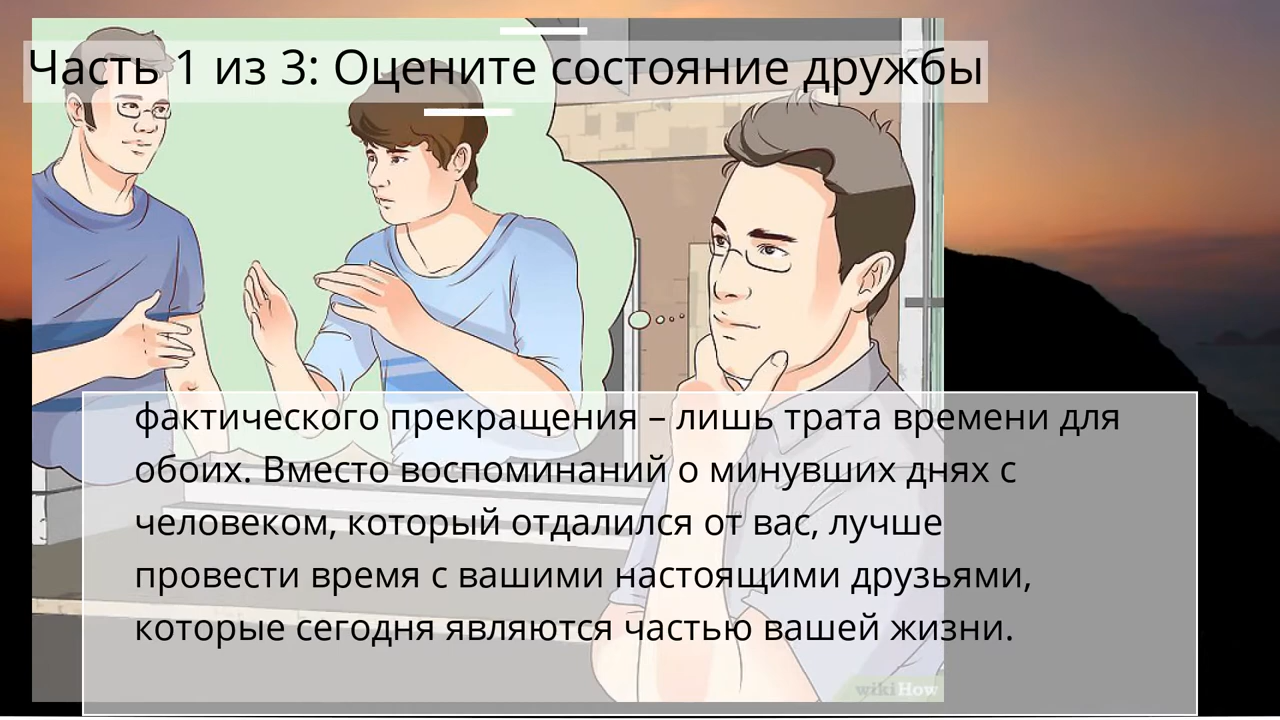 Часть 1 из 3: Оцените состояние дружбы
фактического прекращения – лишь трата времени для
обоих. Вместо воспоминаний о минувших днях с
человеком, который отдалился от вас, лучше
провести время с вашими настоящими друзьями,
которые сегодня являются частью вашей жизни.
wikiHow